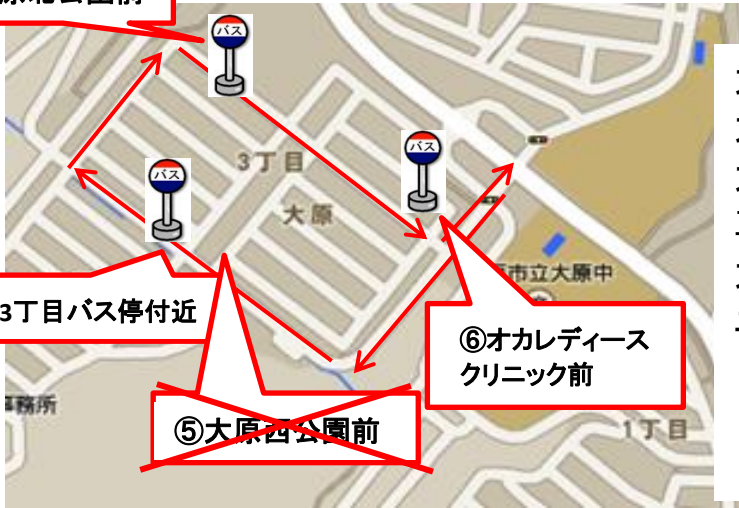 バス
バス
3丁目
大原
バス
市立大原中
3丁目バス停付近
⑥オカレディース
クリニック前
務所
⑤大原西公園前
1丁目